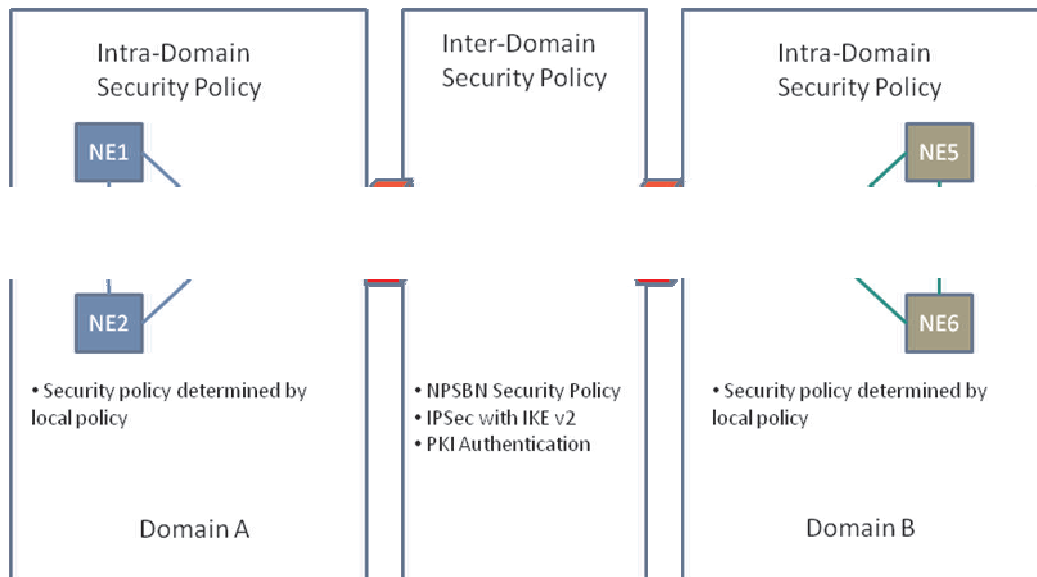 Intra-Domain
Security Policy
NE1
NE2
• Security policy determined by
local policy
Domain A
Inter-Domain
Security Policy
• NPSBN Security Policy
• IPSec with IKE v2
• PKI Authentication
Intra-Domain
Security Policy
NE5
NE6
• Security policy determined by
local policy
Domain B